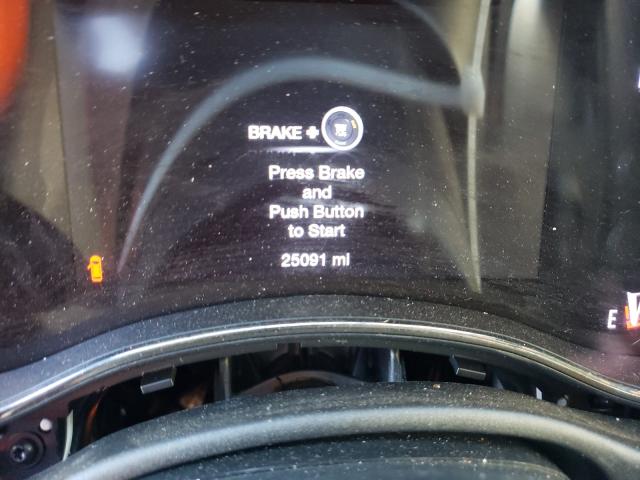 BRAKE +
Press Brake
and
Push Button
to Start
25091 mi
E